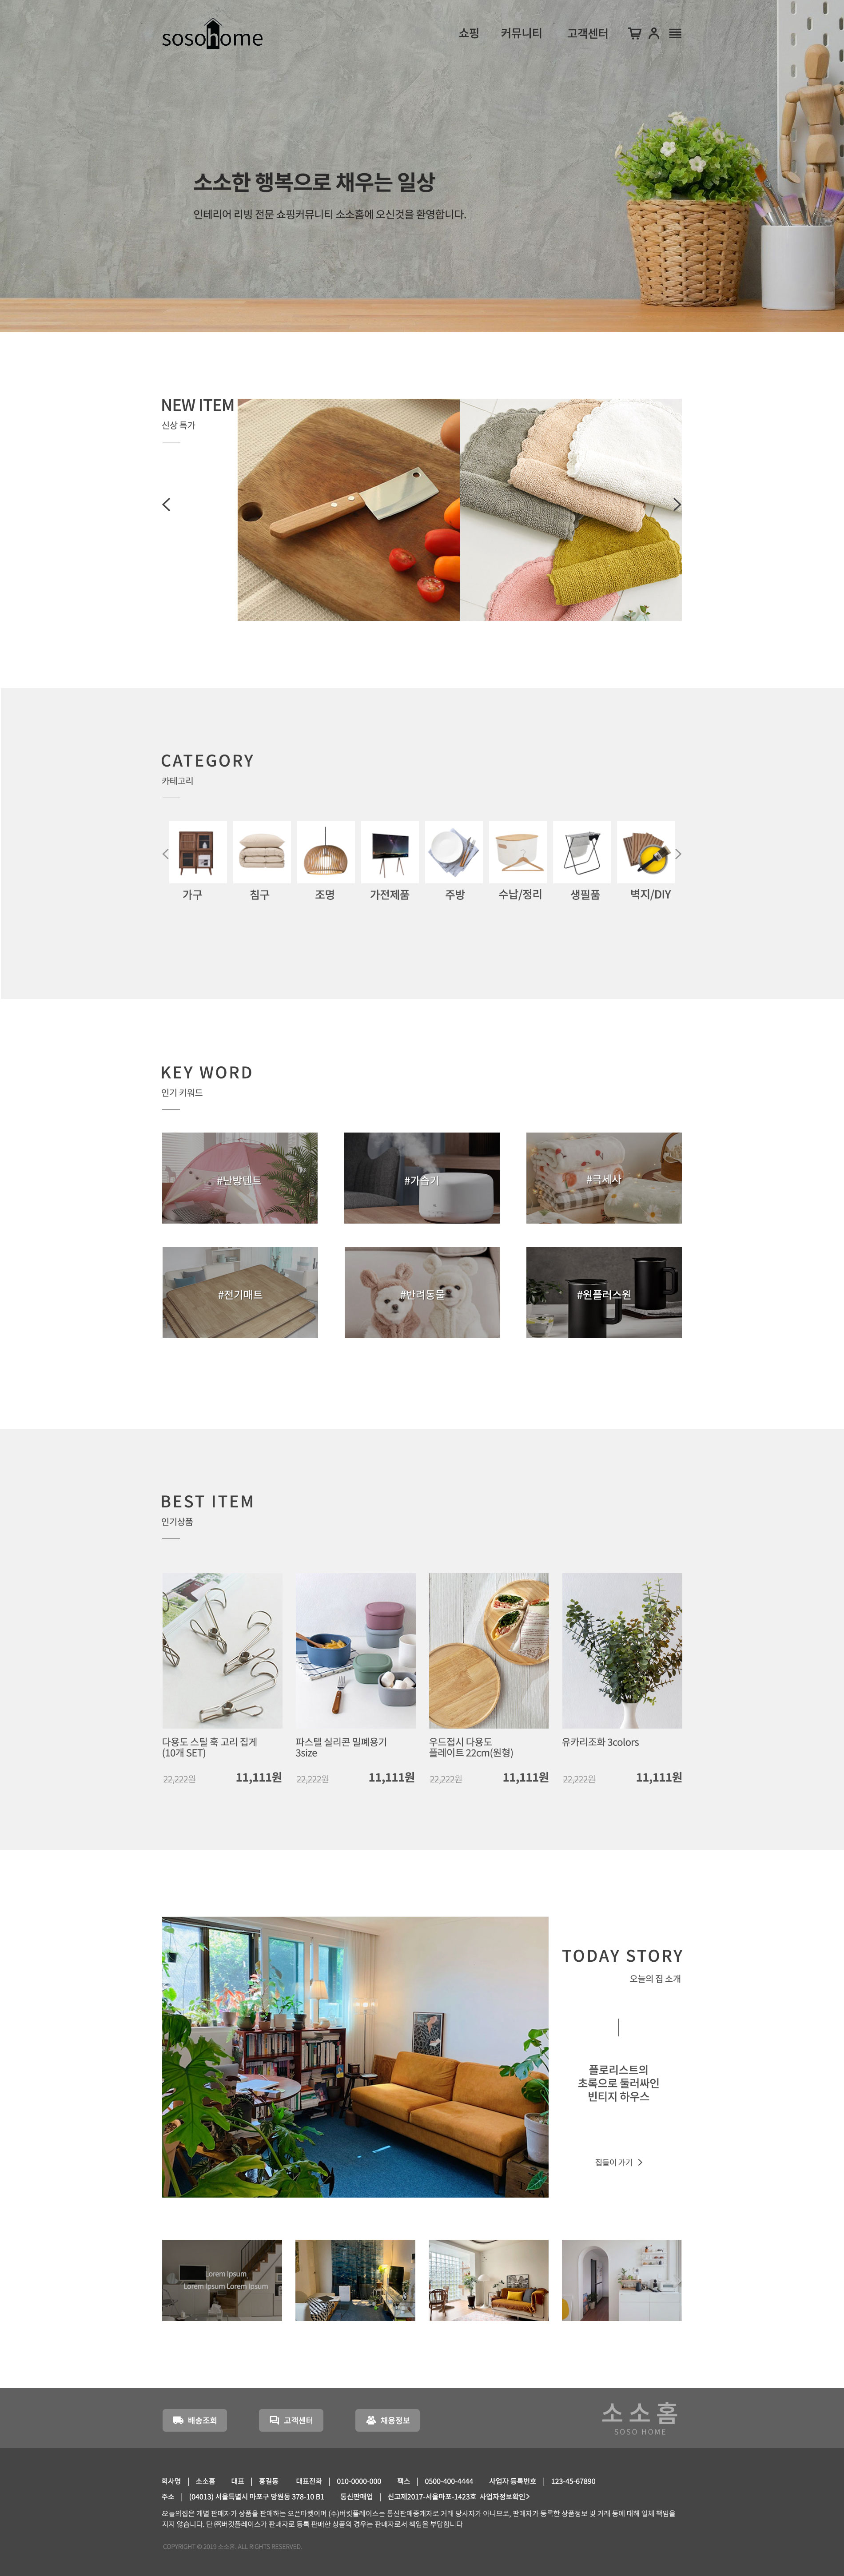 sosohome
쇼핑 커뮤니티 고객센터
소소한 행복으로 채우는 일상
인테리어 리빙 전문 쇼핑커뮤니티 소소홈에 오신것을 환영합니다.
NEW ITEM
신상 특가
CATEGORY
카테고리
가구 침구 조명 가전제품 주방 수납/정리 생필품 벽지/DIY
KEY WORD
인기 키워드
#난방텐트 #가습기 #극세사
#전기매트 #반려동물 #원플러스원
BEST ITEM
인기상품
다용도 스틸 훅 고리 집게
(10개 SET)
22,222원 11,111원
파스텔 실리콘 밀폐용기
3size
22,222원 11,111원
우드접시 다용도
플레이트 22cm(원형)
22,222원 11,111원
유카리조화 3colors
22,222원 11,111원
TODAY STORY
오늘의 집 소개
플로리스트의
초록으로 둘러싸인
빈티지 하우스
집들이 가기 >
Lorem Ipsum
Lorem Ipsum Lorem Ipsum
배송조회 고객센터 채용정보
소소홈
SOSO HOME
회사명 | 소소홈 대표 | 홍길동 대표전화 | 010-0000-000 팩스 | 0500-400-4444 사업자 등록번호 | 123-45-67890
주소 | (04013) 서울특별시 마포구 망원동 378-10 B1 통신판매업 | 신고제2017-서울마포-1423호 사업자정보확인>
오늘의집은 개별 판매자가 상품을 판매하는 오픈마켓이며 (주)버킷플레이스는 통신판매중개자로 거래 당사자가 아니므로, 판매자가 등록한 상품정보 및 거래 등에 대해 일체 책임을
지지 않습니다. 단 ㈜버킷플레이스가 판매자로 등록 판매한 상품의 경우는 판매자로서 책임을 부담합니다
COPYRIGHT © 2019 소소홈. ALL RIGHTS RESERVED.